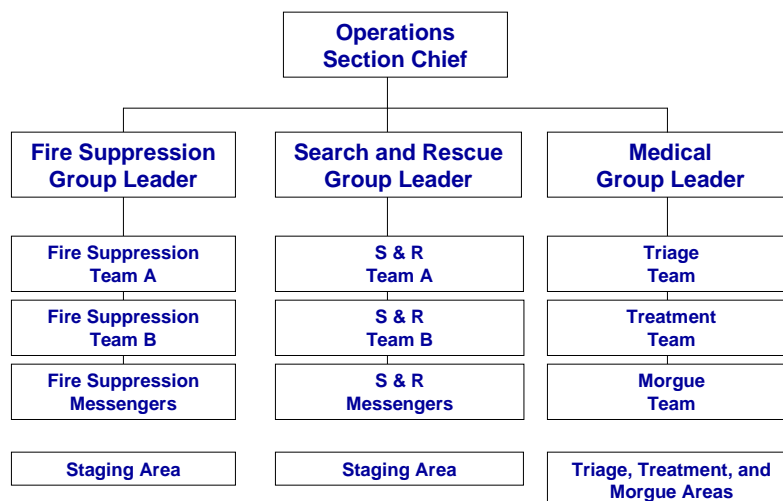 Operations
Section Chief
Fire Suppression
Group Leader
Search and Rescue
Group Leader
Medical
Group Leader
Fire Suppression
Team A
S & R
Team A
Triage
Team
Fire Suppression
Team B
S & R
Team B
Treatment
Team
Fire Suppression
Messengers
S & R
Messengers
Morgue
Team
Staging Area
Staging Area
Triage, Treatment, and
Morgue Areas